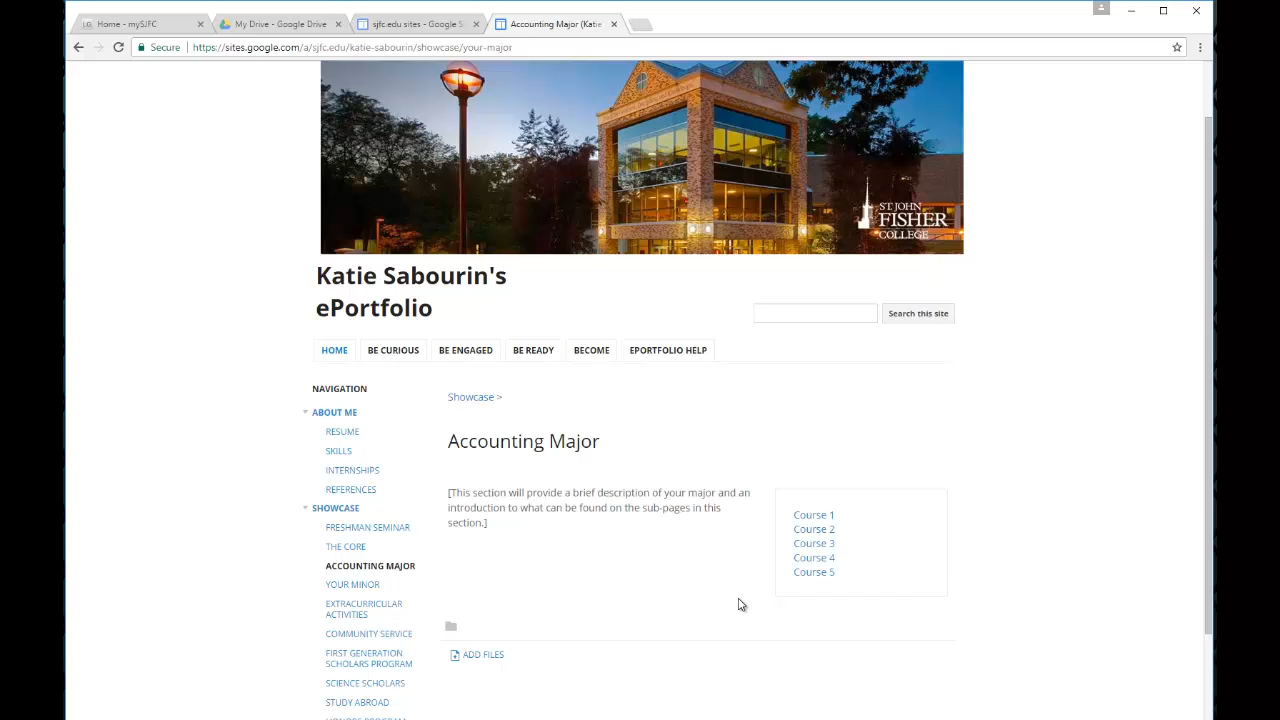 Home - mySJFC
My Drive - Google Drive
sjfc.edu sites - Google S
Accounting Major (Katie
Secure
https://sites.google.com/a/sjfc.edu/katie-sabourin/showcase/your-major
ST JOHN
FISHER
COLLEGE
Katie Sabourin's
ePortfolio
Search this site
HOME BE CURIOUS BE ENGAGED BE READY BECOME EPORTFOLIO HELP
NAVIGATION
ABOUT ME
RESUME
SKILLS
INTERNSHIPS
REFERENCES
SHOWCASE
FRESHMAN SEMINAR
THE CORE
ACCOUNTING MAJOR
YOUR MINOR
EXTRACURRICULAR
ACTIVITIES
COMMUNITY SERVICE
FIRST GENERATION
SCHOLARS PROGRAM
SCIENCE SCHOLARS
STUDY ABROAD
HONORS PROGRAM
Showcase >
Accounting Major
[This section will provide a brief description of your major and an
introduction to what can be found on the sub-pages in this
section.]
Course 1
Course 2
Course 3
Course 4
Course 5
ADD FILES